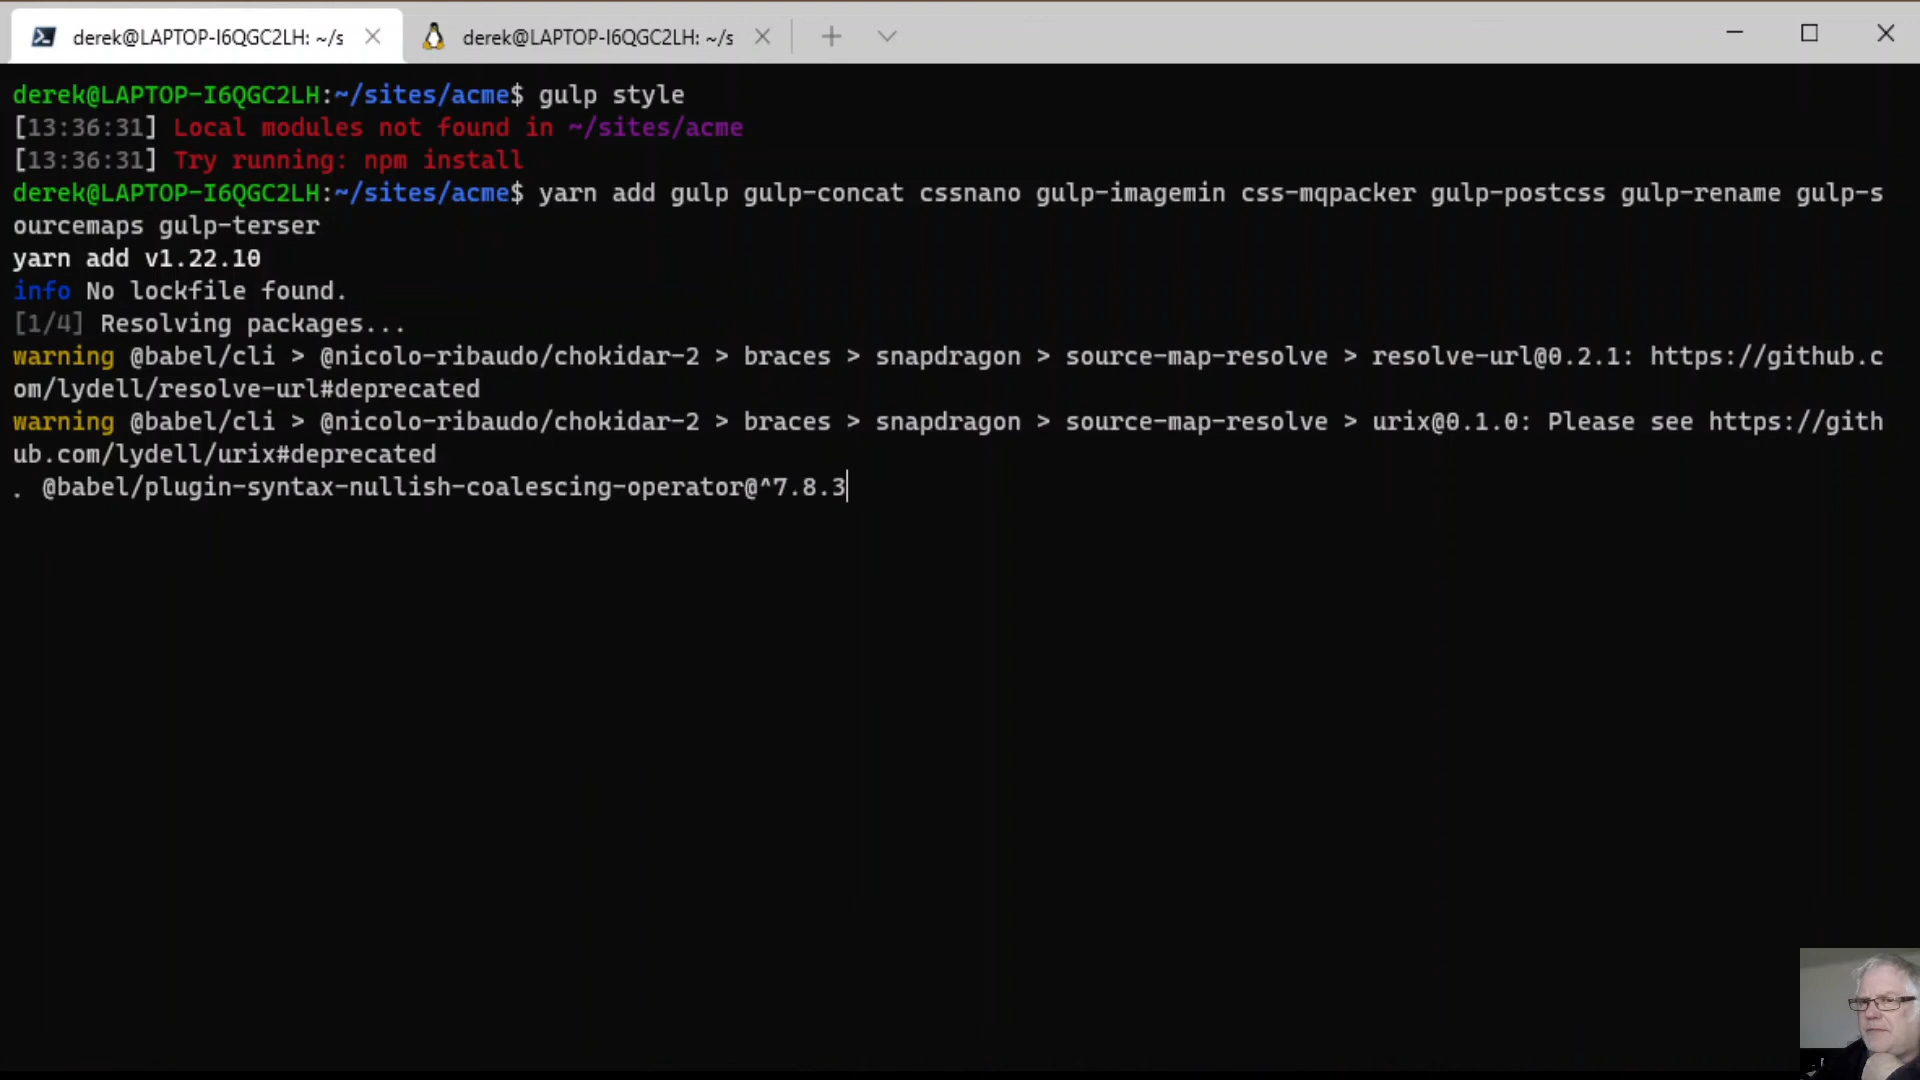 derek@LAPTOP-I6QGC2LH: ~/s
derek@LAPTOP-I6QGC2LH: ~/s
derek@LAPTOP-I6QGC2LH:~/sites/acme$ gulp style
[13:36:31] Local modules not found in ~/sites/acme
[13:36:31] Try running: npm install
derek@LAPTOP-I6QGC2LH:~/sites/acme$ yarn add gulp gulp-concat cssnano gulp-imagemin css-mqpacker gulp-postcss gulp-rename gulp-s
ourcemaps gulp-terser
yarn add v1.22.10
info No lockfile found.
[1/4] Resolving packages...
warning @babel/cli > @nicolo-ribaudo/chokidar-2 > braces > snapdragon > source-map-resolve > resolve-url@0.2.1: https://github.c
om/lydell/resolve-url#deprecated
warning @babel/cli > @nicolo-ribaudo/chokidar-2 > braces > snapdragon > source-map-resolve > urix@0.1.0: Please see https://gith
ub.com/lydell/urix#deprecated
. @babel/plugin-syntax-nullish-coalescing-operator@^7.8.3